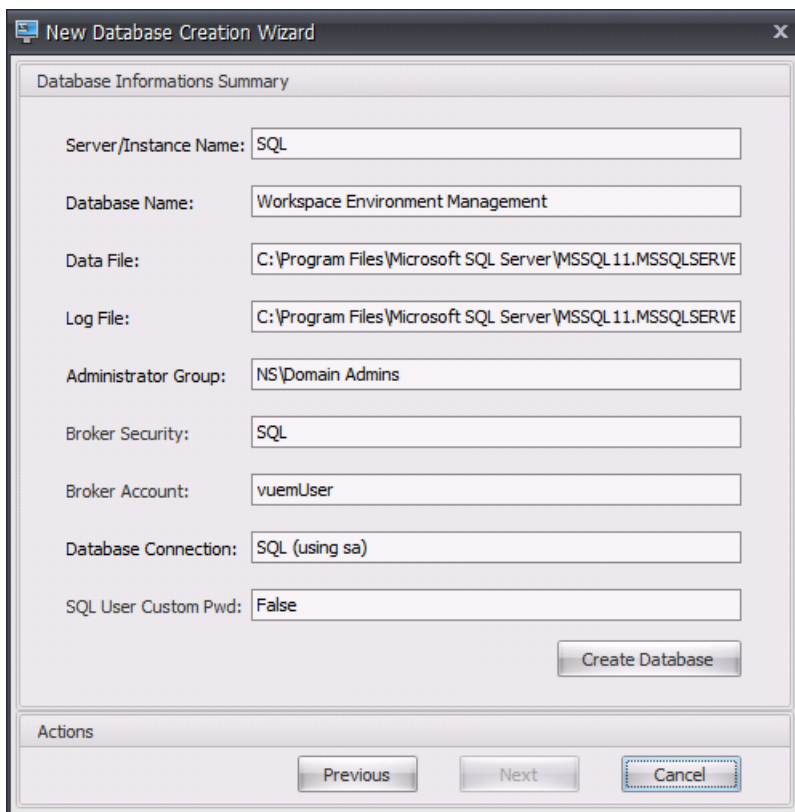 New Database Creation Wizard x
Database Informations Summary
Server/Instance Name: SQL
Database Name: Workspace Environment Management
Data File: C:\Program Files\Microsoft SQL Server\MSSQL11.MSSQLSERVE
Log File: C:\Program Files\Microsoft SQL Server\MSSQL11.MSSQLSERVE
Administrator Group: NS\Domain Admins
Broker Security: SQL
Broker Account: vuemUser
Database Connection: SQL (using sa)
SQL User Custom Pwd: False
Create Database
Actions
Previous Next Cancel